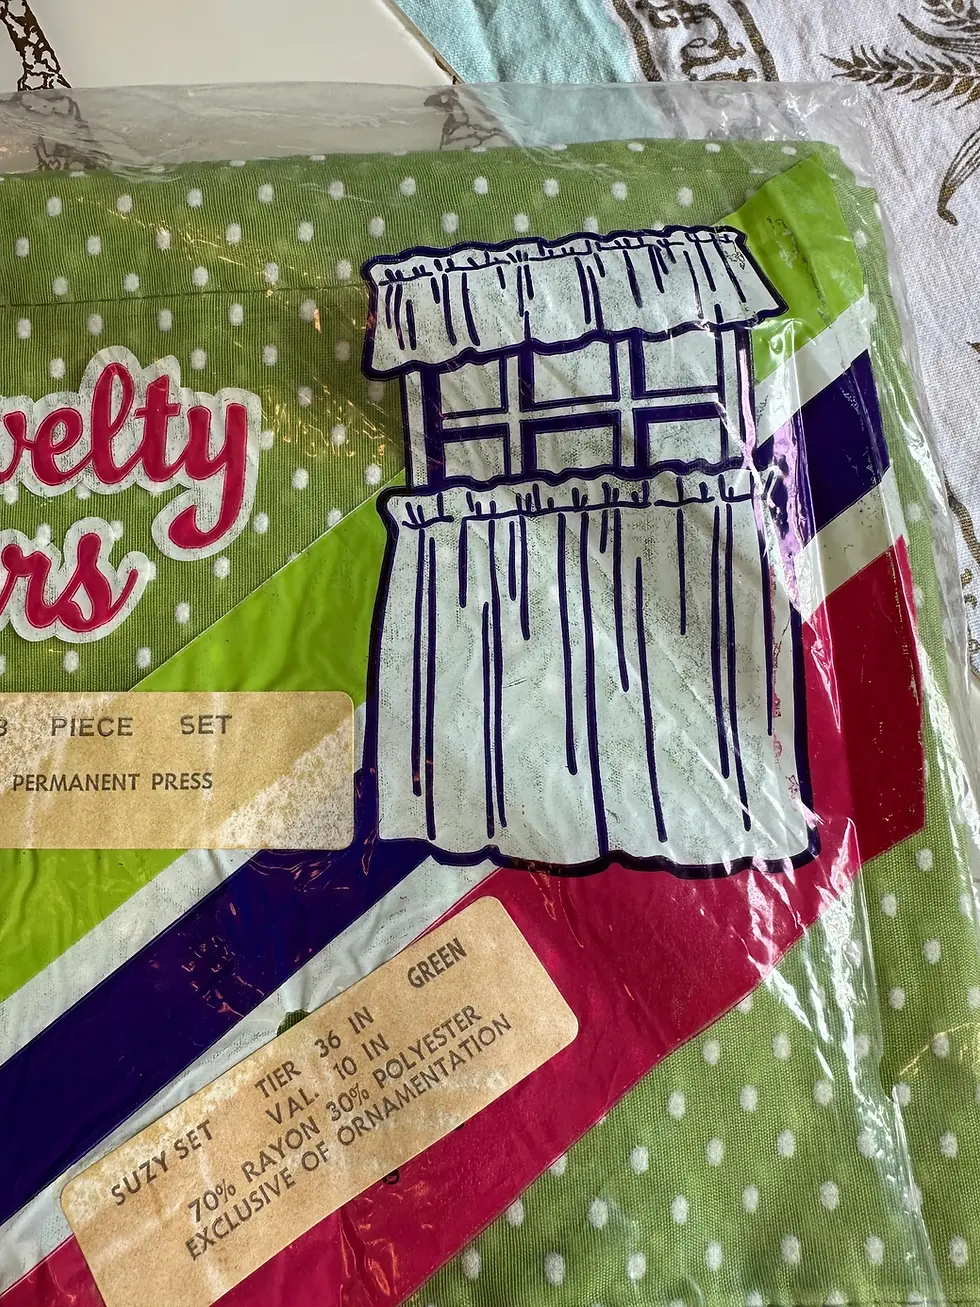 velty
rs
3 PIECE SET
PERMANENT PRESS
GREEN
TIER 36 IN
SUZY SET VAL. 10 IN
70% RAYON 30% POLYESTER
EXCLUSIVE OF ORNAMENTATION